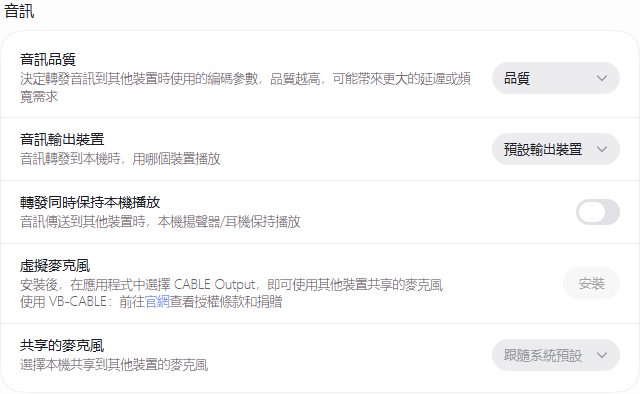 音訊
音訊品質
決定轉發音訊到其他裝置時使用的編碼參數，品質越高，可能帶來更大的延遲或頻
寬需求
品質
音訊輸出裝置
音訊轉發到本機時，用哪個裝置播放
預設輸出裝置
轉發同時保持本機播放
音訊傳送到其他裝置時，本機揚聲器/耳機保持播放
虛擬麥克風
安裝後，在應用程式中選擇 CABLE Output，即可使用其他裝置共享的麥克風
使用 VB-CABLE：前往官網查看授權條款和捐贈
安裝
共享的麥克風
選擇本機共享到其他裝置的麥克風
跟隨系統預設